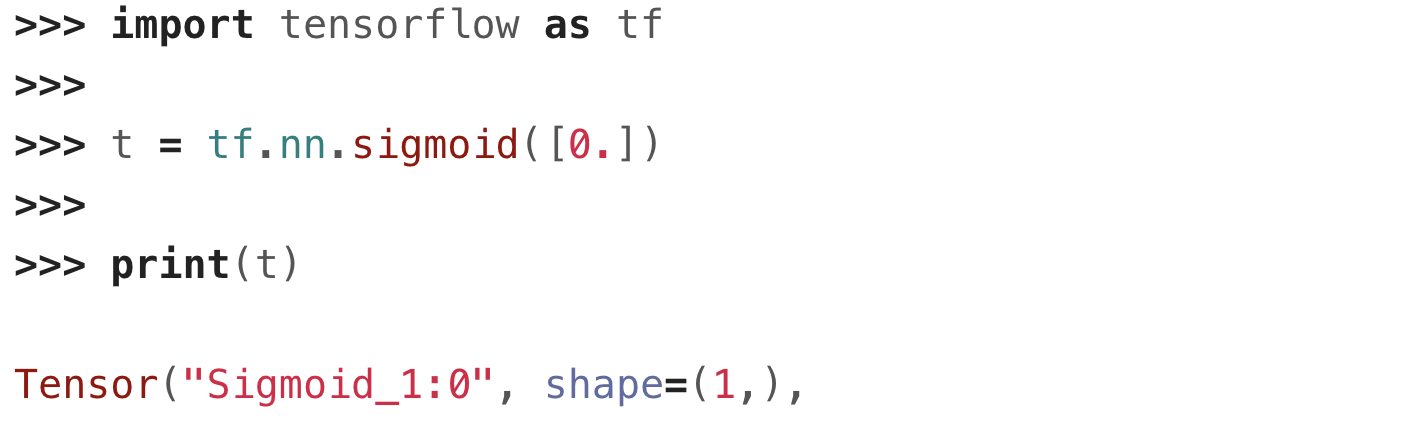 >>> import tensorflow as tf
>>>
>>> t = tf.nn.sigmoid([0.])
>>>
>>> print(t)
Tensor("Sigmoid_1:0", shape=(1,),